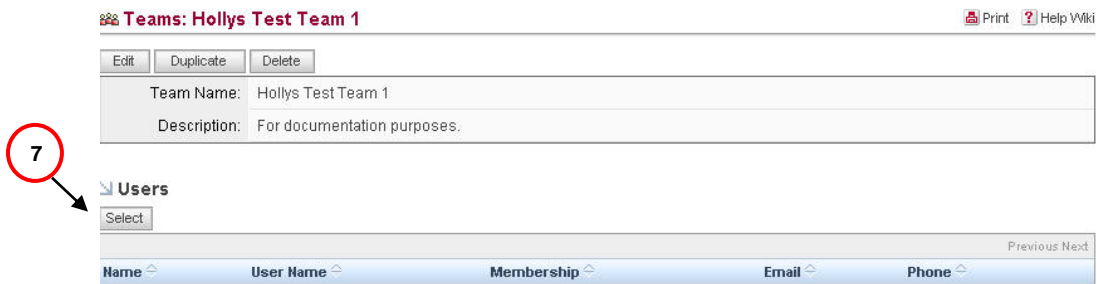 Teams: Hollys Test Team 1 Print ? Help Wiki
Edit Duplicate Delete
Team Name: Hollys Test Team 1
Description: For documentation purposes.
7
Users
Select
Previous Next
Name User Name Membership Email Phone